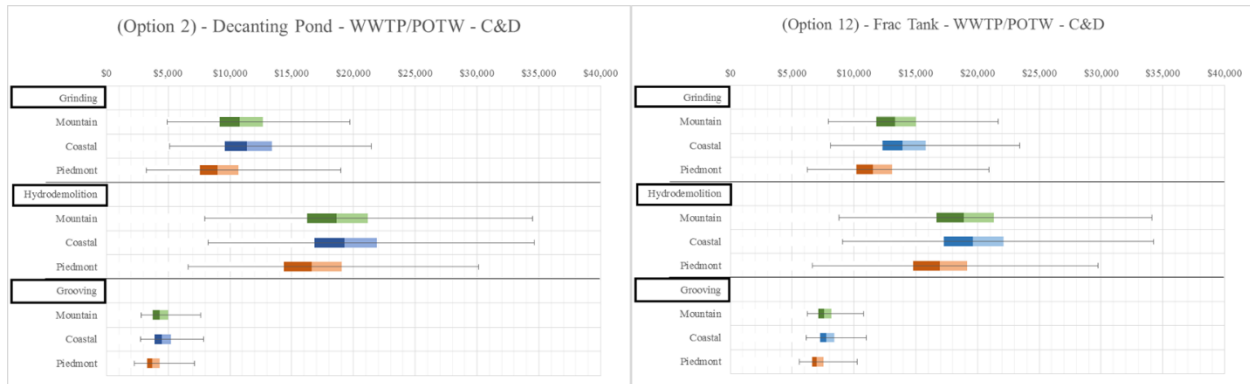 (Option 2) - Decanting Pond - WWTP/POTW - C&D
$0 $5,000 $10,000 $15,000 $20,000 $25,000 $30,000 $35,000 $40,000
Grinding
Mountain
Coastal
Piedmont
Hydrodemolition
Mountain
Coastal
Piedmont
Grooving
Mountain
Coastal
Piedmont
(Option 12) - Frac Tank - WWTP/POTW - C&D
$0 $5,000 $10,000 $15,000 $20,000 $25,000 $30,000 $35,000 $40,000
Grinding
Mountain
Coastal
Piedmont
Hydrodemolition
Mountain
Coastal
Piedmont
Grooving
Mountain
Coastal
Piedmont